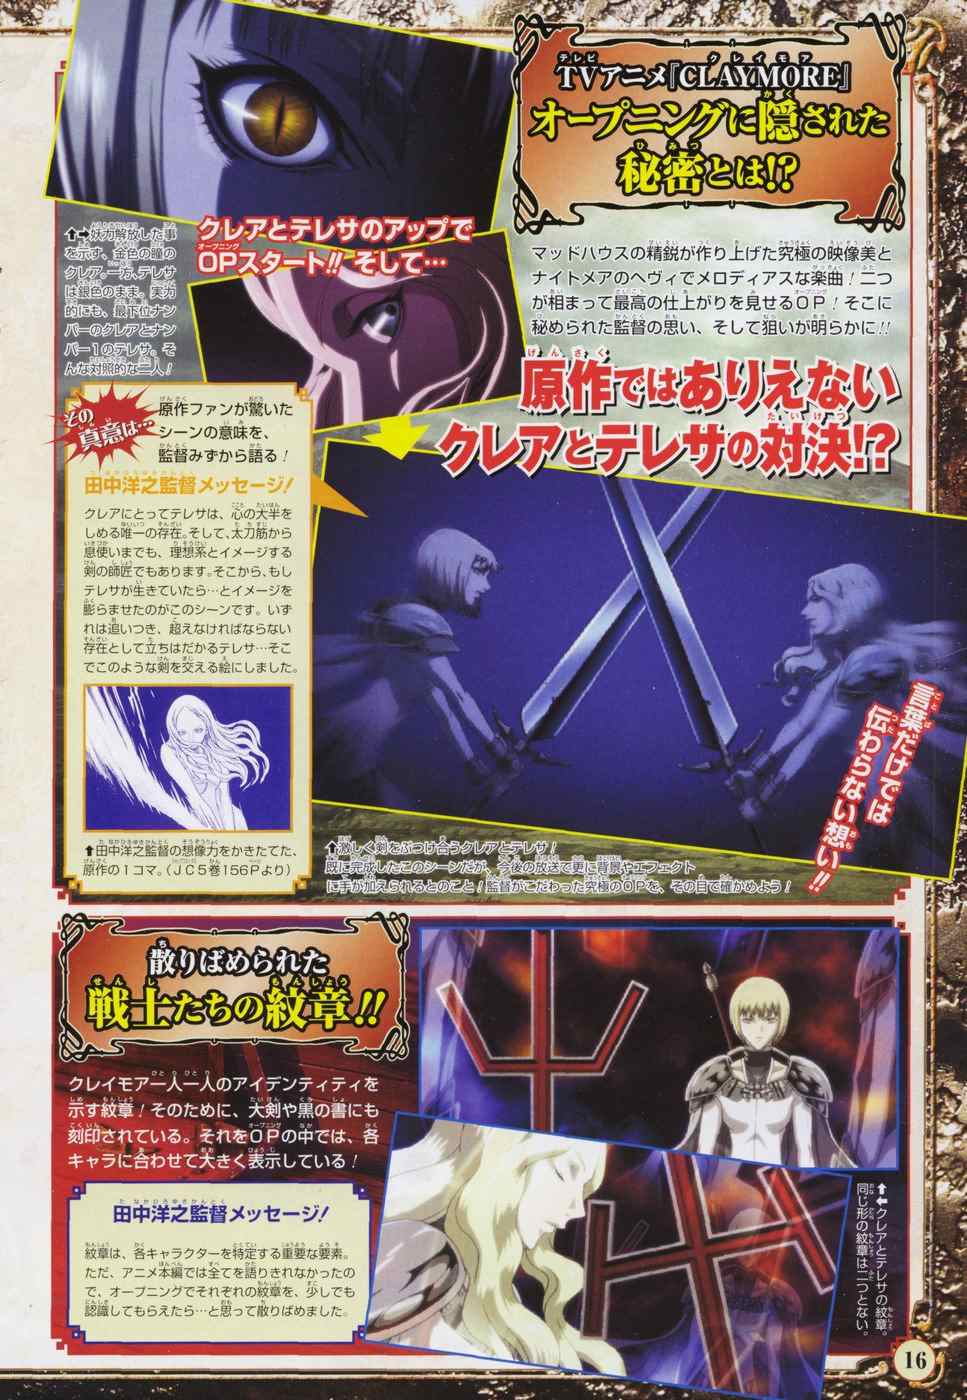 TVアニメ『CLAYMORE』
オープニングに隠された
秘密とは!?
マッドハウスの精鋭が作り上げた究極の映像美と
ナイトメアのヘヴィでメロディアスな楽曲！二つ
が相まって最高の仕上がりを見せるOP！そこに
秘められた監督の思い、そして狙いが明らかに!!
クレアとテレサのアップで
OPスタート!! そして…
⬆➡妖力解放した事
を示す、金色の瞳の
クレア。一方、テレサ
は銀色のまま。実力
的にも、最下位ナン
バーのクレアとナン
バー1のテレサ。そ
んな対照的な二人！
原作ではありえない
クレアとテレサの対決!?
その
真意は…
原作ファンが驚いた
シーンの意味を、
監督みずから語る！
田中洋之監督メッセージ！
クレアにとってテレサは、心の大半を
しめる唯一の存在。そして、太刀筋から
息使いまでも、理想系とイメージする
剣の師匠でもあります。そこから、もし
テレサが生きていたら…とイメージを
膨らませたのがこのシーンです。いず
れは追いつき、超えなければならない
存在として立ちはだかるテレサ…そこ
でこのような剣を交える絵にしました。
⬆田中洋之監督の想像力をかきたてた、
原作の1コマ。(JC5巻156Pより)
言葉だけでは
伝わらない想い!!
⬆激しく剣をぶつけ合うクレアとテレサ！
既に完成したこのシーンだが、今後の放送で更に背景やエフェクト
に手が加えられるとのこと！監督がこだわった究極のOPを、その目で確かめよう！
散りばめられた
戦士たちの紋章!!
クレイモア一人一人のアイデンティティを
示す紋章！そのために、大剣や黒の書にも
刻印されている。それをOPの中では、各
キャラに合わせて大きく表示している！
田中洋之監督メッセージ！
紋章は、各キャラクターを特定する重要な要素。
ただ、アニメ本編では全てを語りきれなかったの
で、オープニングでそれぞれの紋章を、少しでも
認識してもらえたら…と思って散りばめました。
⬆⬅クレアとテレサの紋章。
同じ形の紋章は二つとない。
16